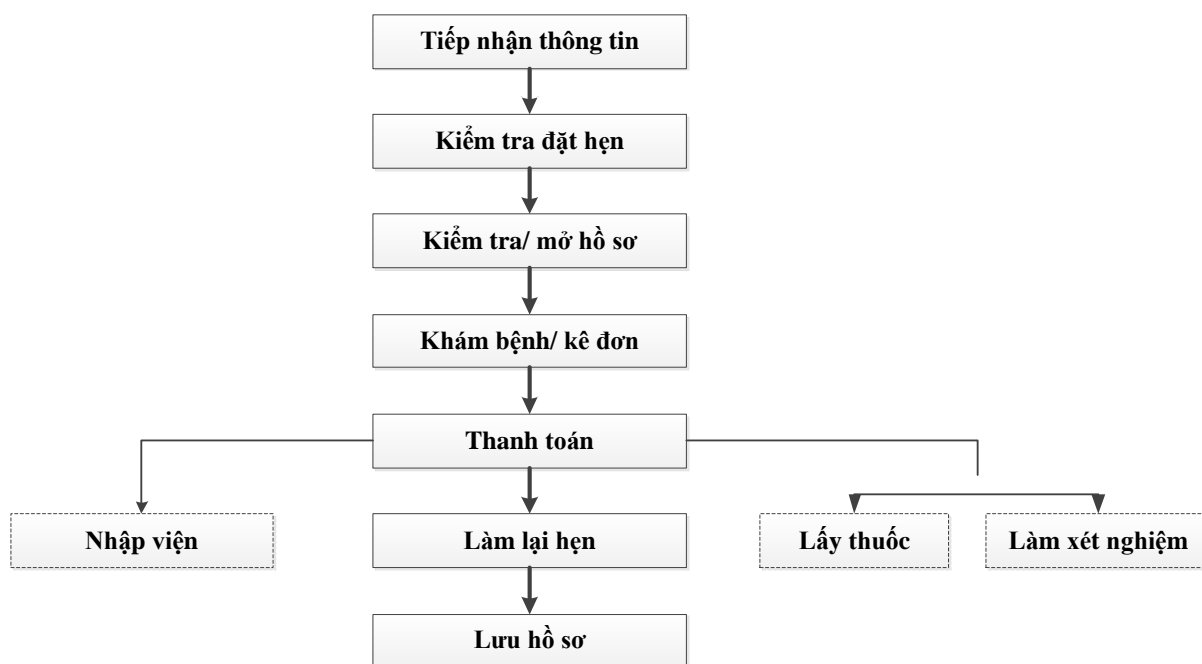 Tiếp nhận thông tin
Kiểm tra đặt hẹn
Kiểm tra/ mở hồ sơ
Khám bệnh/ kê đơn
Thanh toán
Nhập viện
Làm lại hẹn
Lấy thuốc
Làm xét nghiệm
Lưu hồ sơ